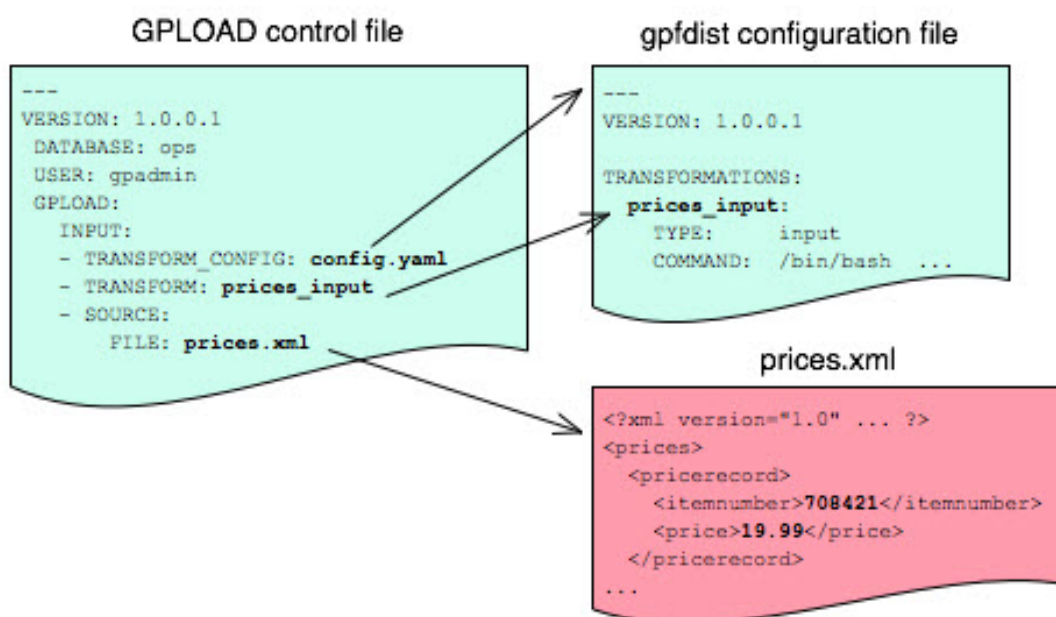 GPLOAD control file
---
VERSION: 1.0.0.1
DATABASE: ops
USER: gpadmin
GPLOAD:
INPUT:
- TRANSFORM_CONFIG: config.yaml
- TRANSFORM: prices_input
- SOURCE:
FILE: prices.xml
gpfdist configuration file
---
VERSION: 1.0.0.1
TRANSFORMATIONS:
prices_input:
TYPE: input
COMMAND: /bin/bash ...
prices.xml
<?xml version="1.0" ... ?>
<prices>
<pricerecord>
<itemnumber>708421</itemnumber>
<price>19.99</price>
</pricerecord>
...